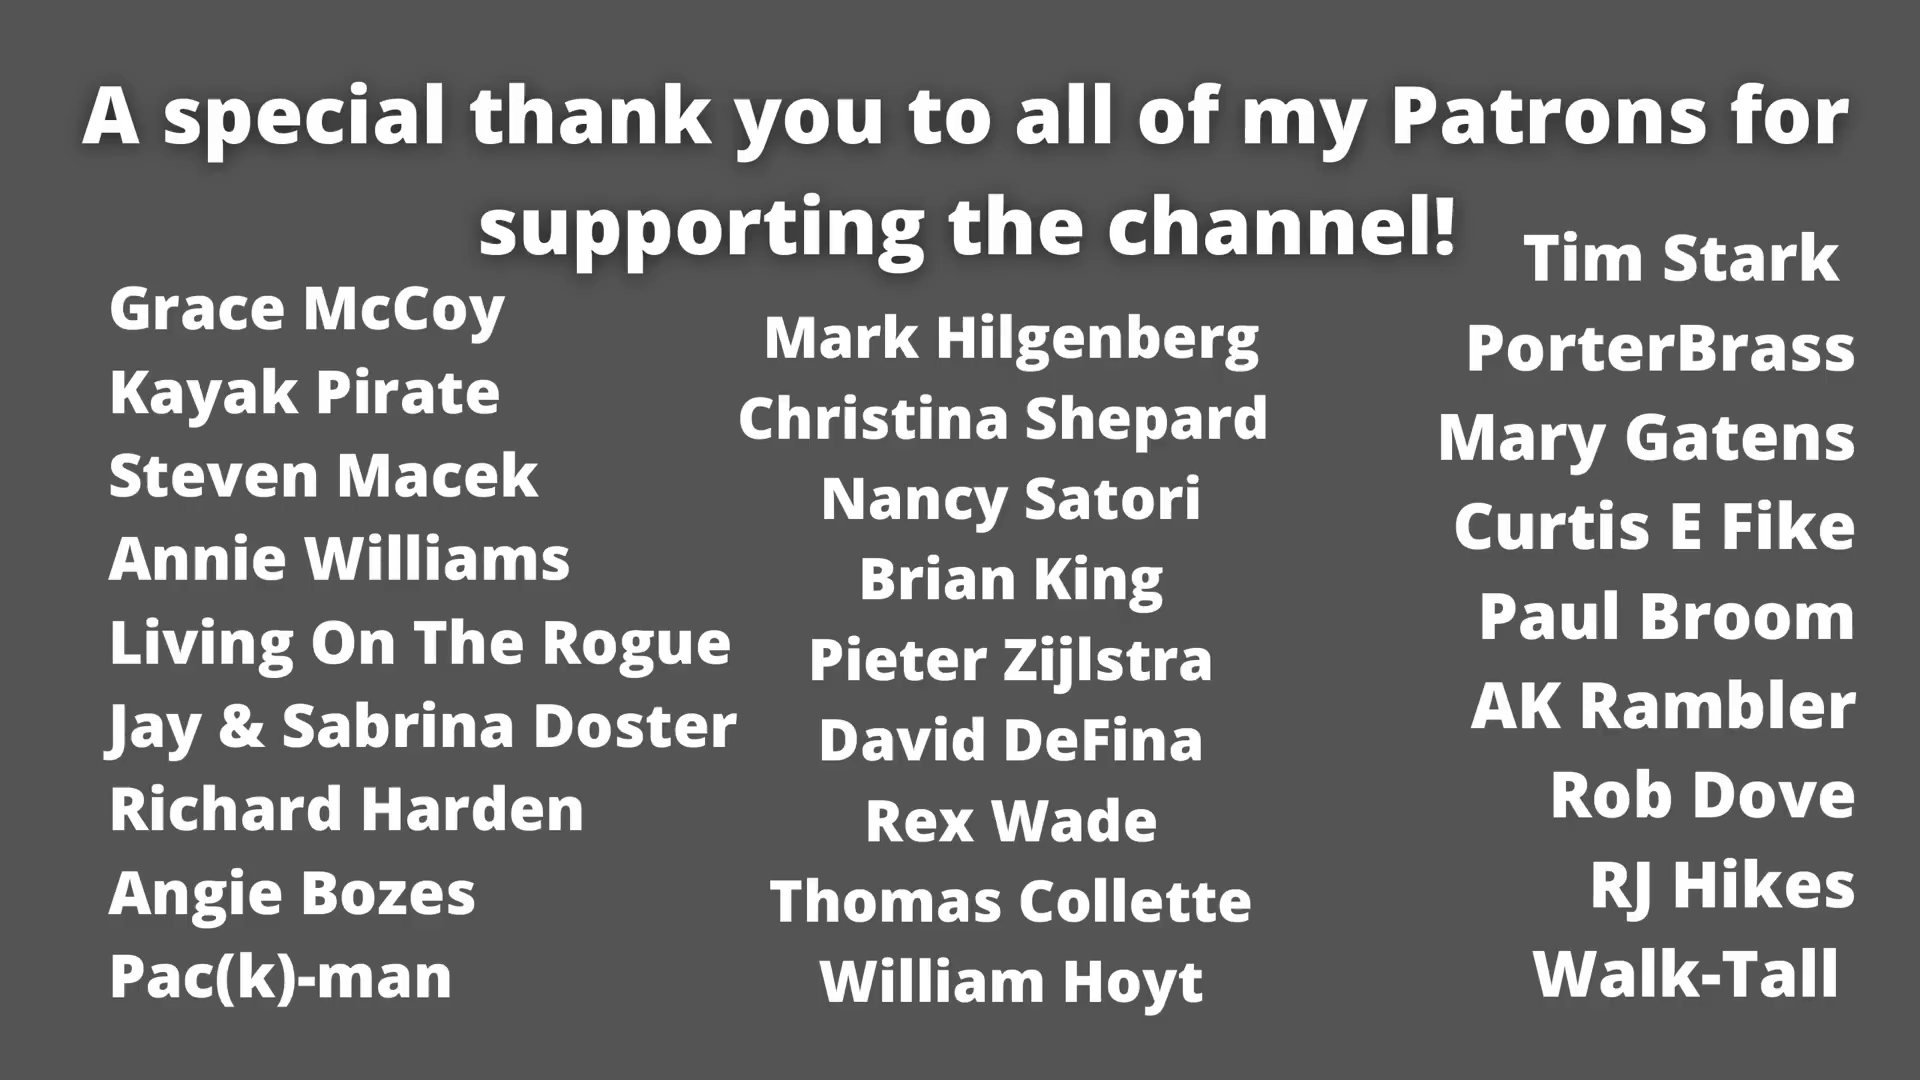 A special thank you to all of my Patrons for
supporting the channel!
Grace McCoy
Kayak Pirate
Steven Macek
Annie Williams
Living On The Rogue
Jay & Sabrina Doster
Richard Harden
Angie Bozes
Pac(k)-man
Mark Hilgenberg
Christina Shepard
Nancy Satori
Brian King
Pieter Zijlstra
David DeFina
Rex Wade
Thomas Collette
William Hoyt
Tim Stark
PorterBrass
Mary Gatens
Curtis E Fike
Paul Broom
AK Rambler
Rob Dove
RJ Hikes
Walk-Tall